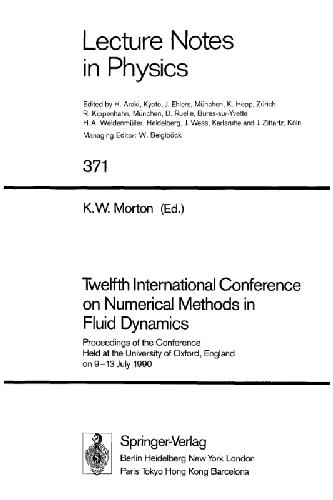 Lecture Notes
in Physics
Edited by H. Araki, Kyoto, J. Ehlers, München, K. Hepp, Zürich
R. Kippenhahn, München, D. Ruelle, Bures-sur-Yvette
H. A. Weidenmüller, Heidelberg, J. Wess, Karlsruhe and J. Zittartz, Köln
Managing Editor: W. Beiglböck
371
K.W. Morton (Ed.)
Twelfth International Conference
on Numerical Methods in
Fluid Dynamics
Proceedings of the Conference
Held at the University of Oxford, England
on 9–13 July 1990
Springer-Verlag
Berlin Heidelberg New York London
Paris Tokyo Hong Kong Barcelona